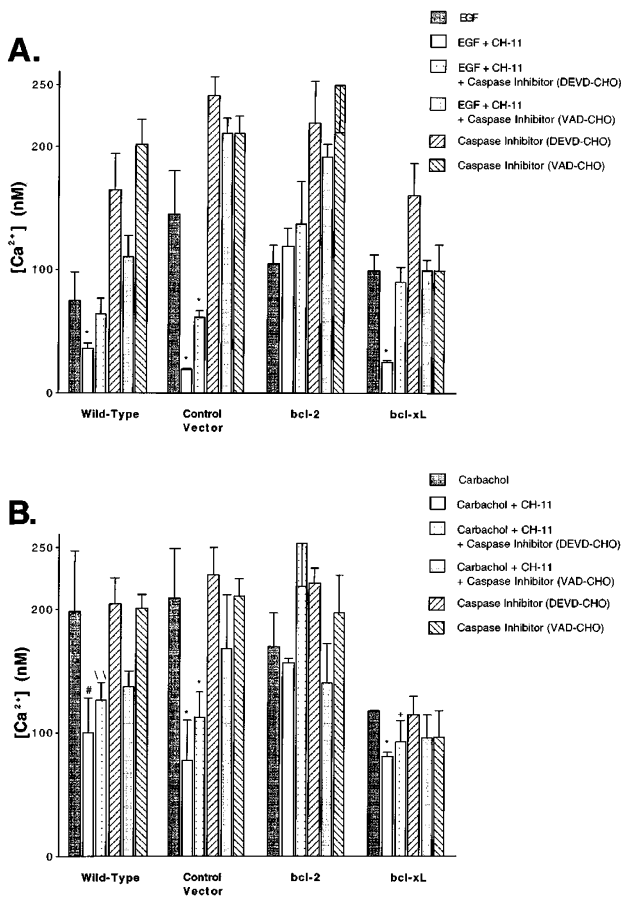 A.
EGF
EGF + CH-11
EGF + CH-11
+ Caspase Inhibitor (DEVD-CHO)
EGF + CH-11
+ Caspase Inhibitor (VAD-CHO)
Caspase Inhibitor (DEVD-CHO)
Caspase Inhibitor (VAD-CHO)
[Ca2+] (nM)
250
200
100
0
*
*
*
*
Wild-Type
Control
Vector
bcl-2
bcl-xL
B.
Carbachol
Carbachol + CH-11
Carbachol + CH-11
+ Caspase Inhibitor (DEVD-CHO)
Carbachol + CH-11
+ Caspase Inhibitor (VAD-CHO)
Caspase Inhibitor (DEVD-CHO)
Caspase Inhibitor (VAD-CHO)
[Ca2+] (nM)
250
200
100
0
#
\\
*
*
*
+
Wild-Type
Control
Vector
bcl-2
bcl-xL